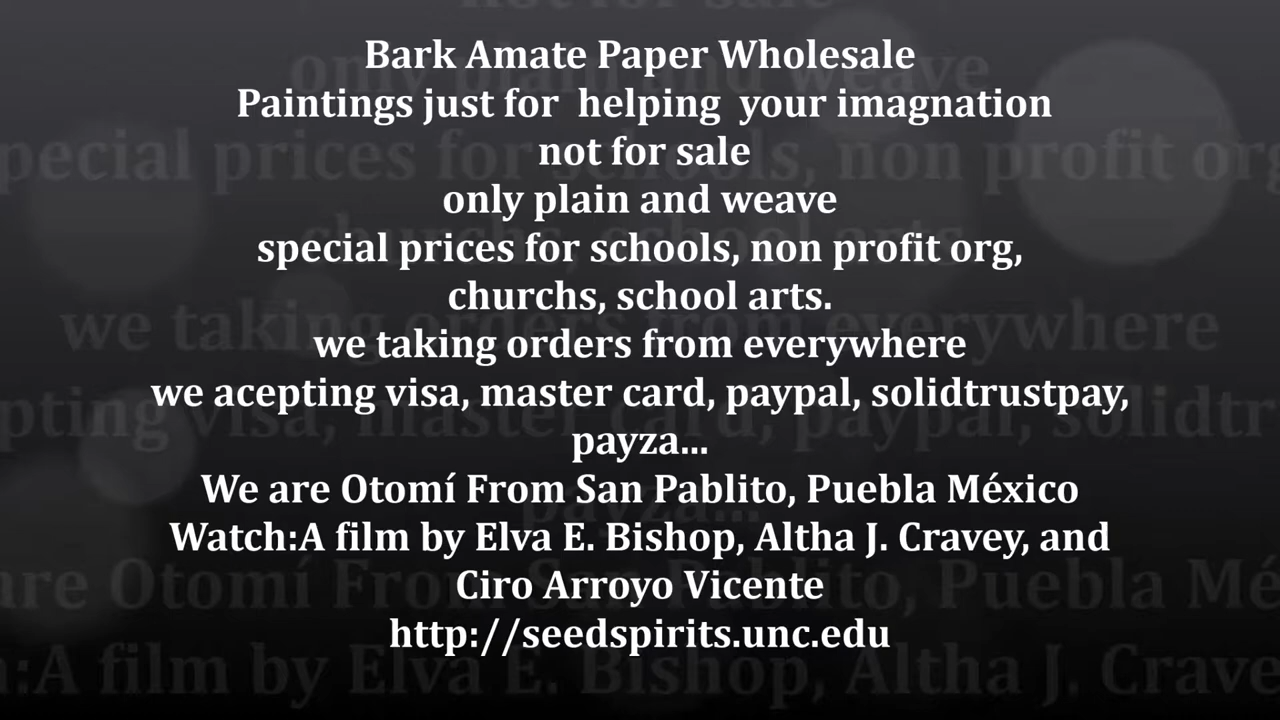 Bark Amate Paper Wholesale
Paintings just for helping your imagnation
not for sale
only plain and weave
special prices for schools, non profit org,
churchs, school arts.
we taking orders from everywhere
we acepting visa, master card, paypal, solidtrustpay,
payza...
We are Otomí From San Pablito, Puebla México
Watch:A film by Elva E. Bishop, Altha J. Cravey, and
Ciro Arroyo Vicente
http://seedspirits.unc.edu